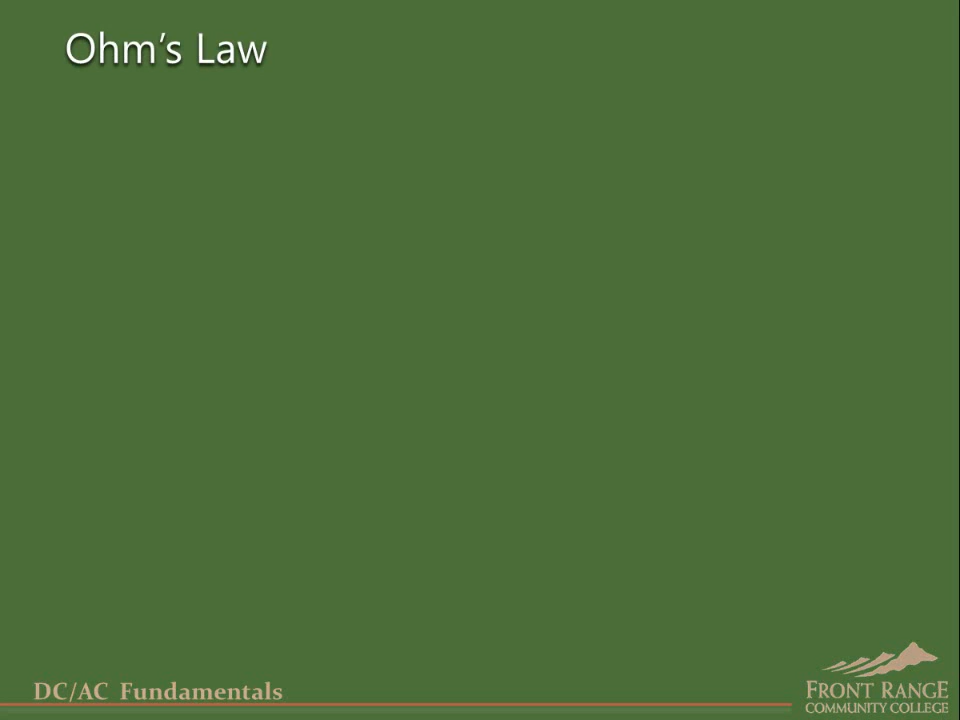 Ohm’s Law
DC/AC Fundamentals
FRONT RANGE
COMMUNITY COLLEGE